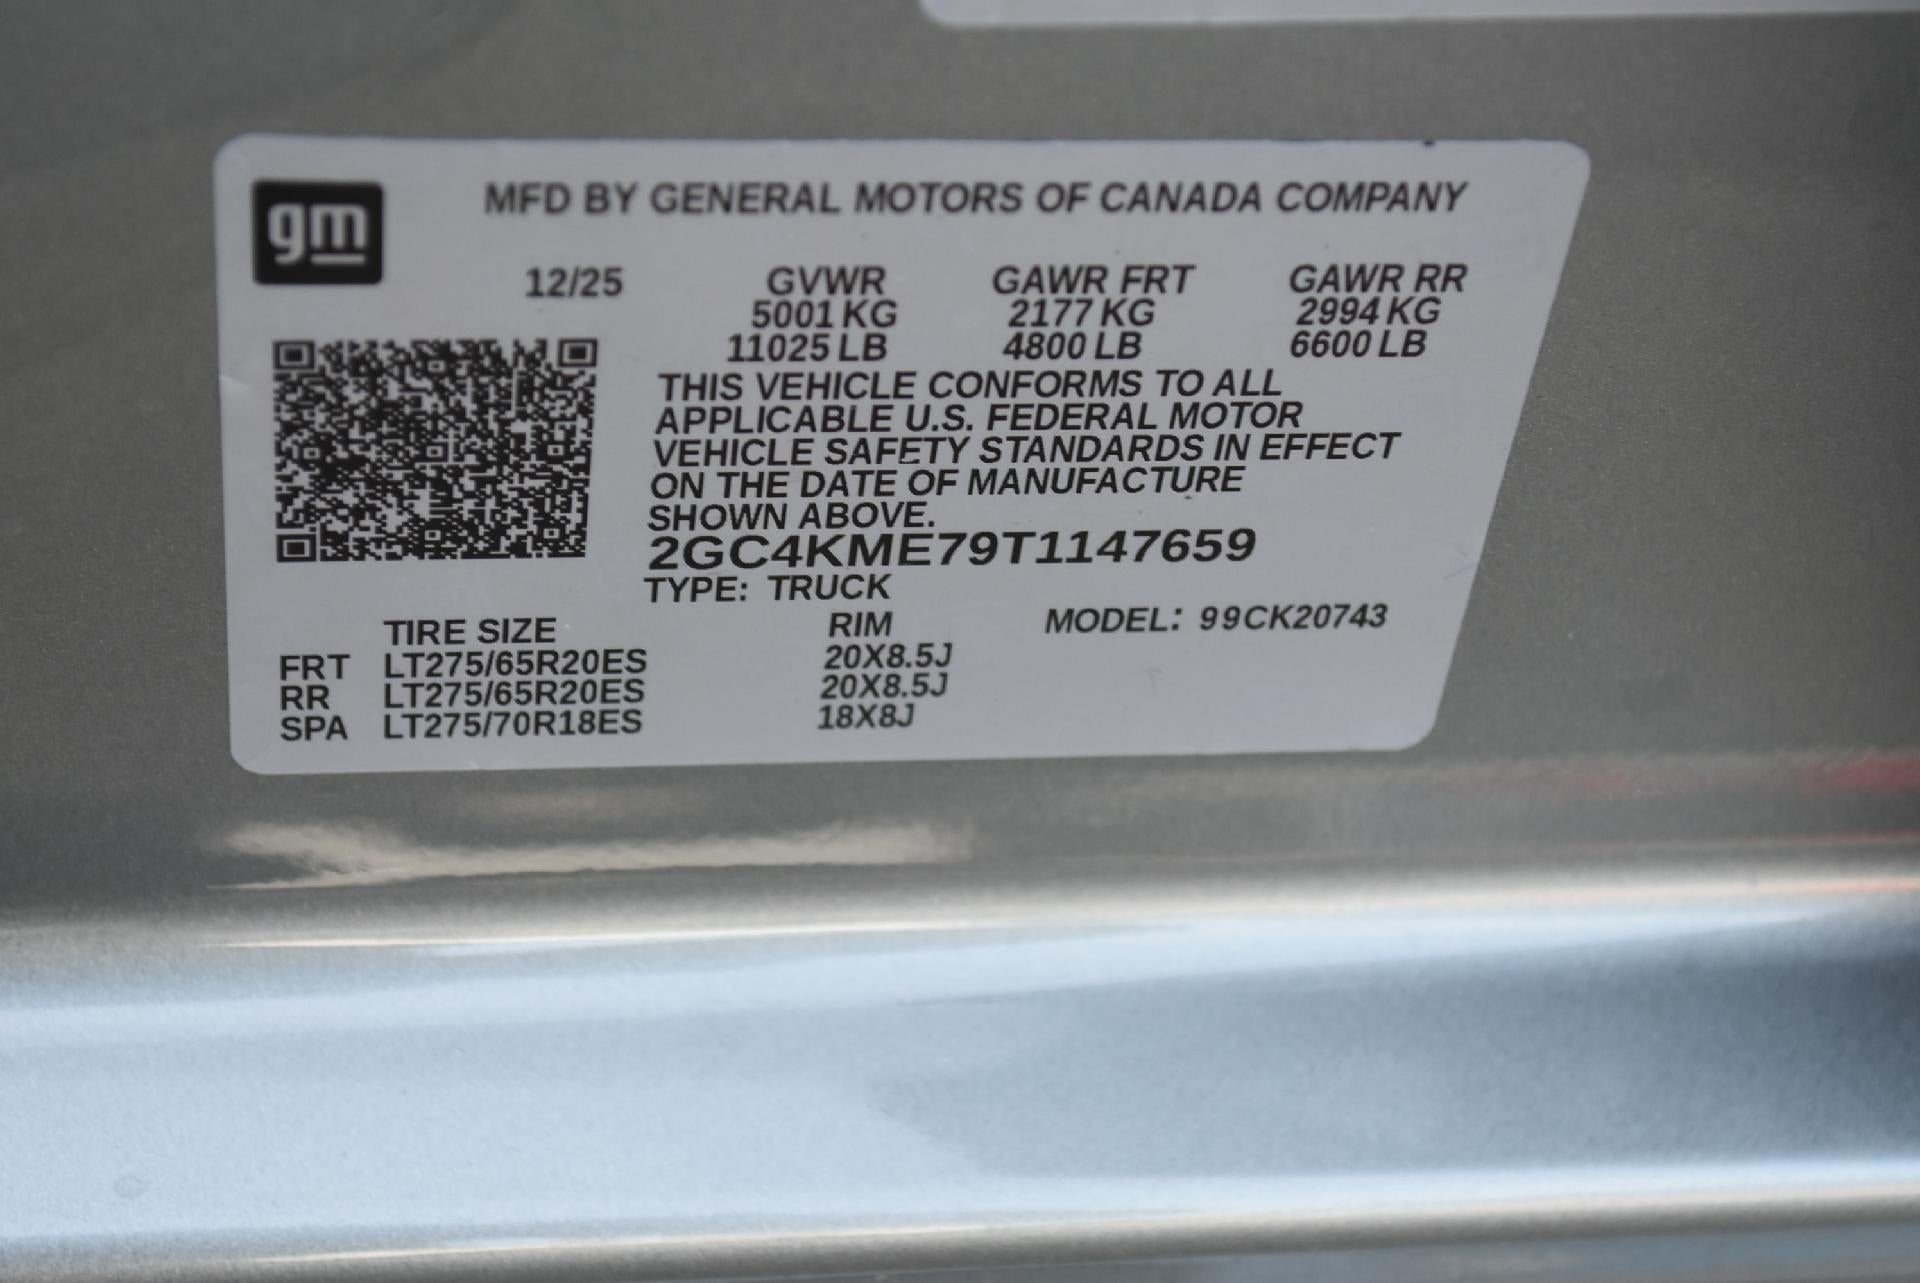 gm
MFD BY GENERAL MOTORS OF CANADA COMPANY
12/25 GVWR GAWR FRT GAWR RR
5001 KG 2177 KG 2994 KG
11025 LB 4800 LB 6600 LB
THIS VEHICLE CONFORMS TO ALL
APPLICABLE U.S. FEDERAL MOTOR
VEHICLE SAFETY STANDARDS IN EFFECT
ON THE DATE OF MANUFACTURE
SHOWN ABOVE.
2GC4KME79T1147659
TYPE: TRUCK
TIRE SIZE RIM MODEL: 99CK20743
FRT LT275/65R20ES 20X8.5J
RR LT275/65R20ES 20X8.5J
SPA LT275/70R18ES 18X8J